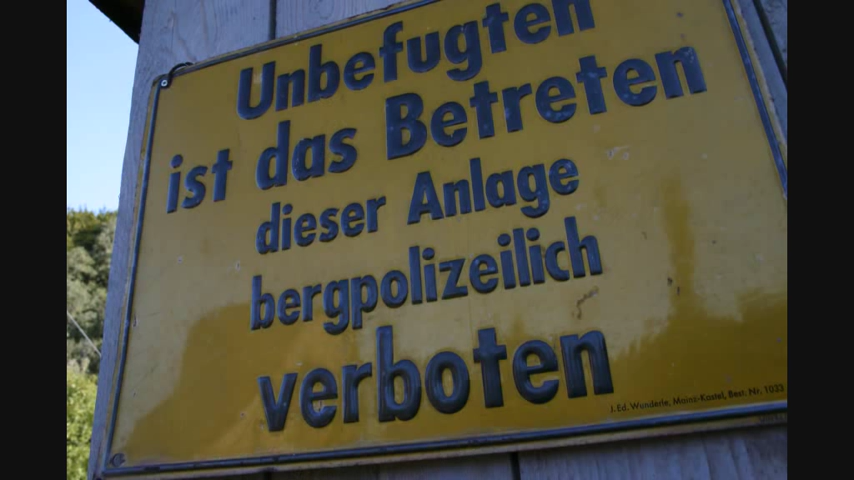 Unbefugten
ist das Betreten
dieser Anlage
bergpolizeilich
verboten
J. Ed. Wunderle, Mainz-Kastel, Best. Nr. 1033